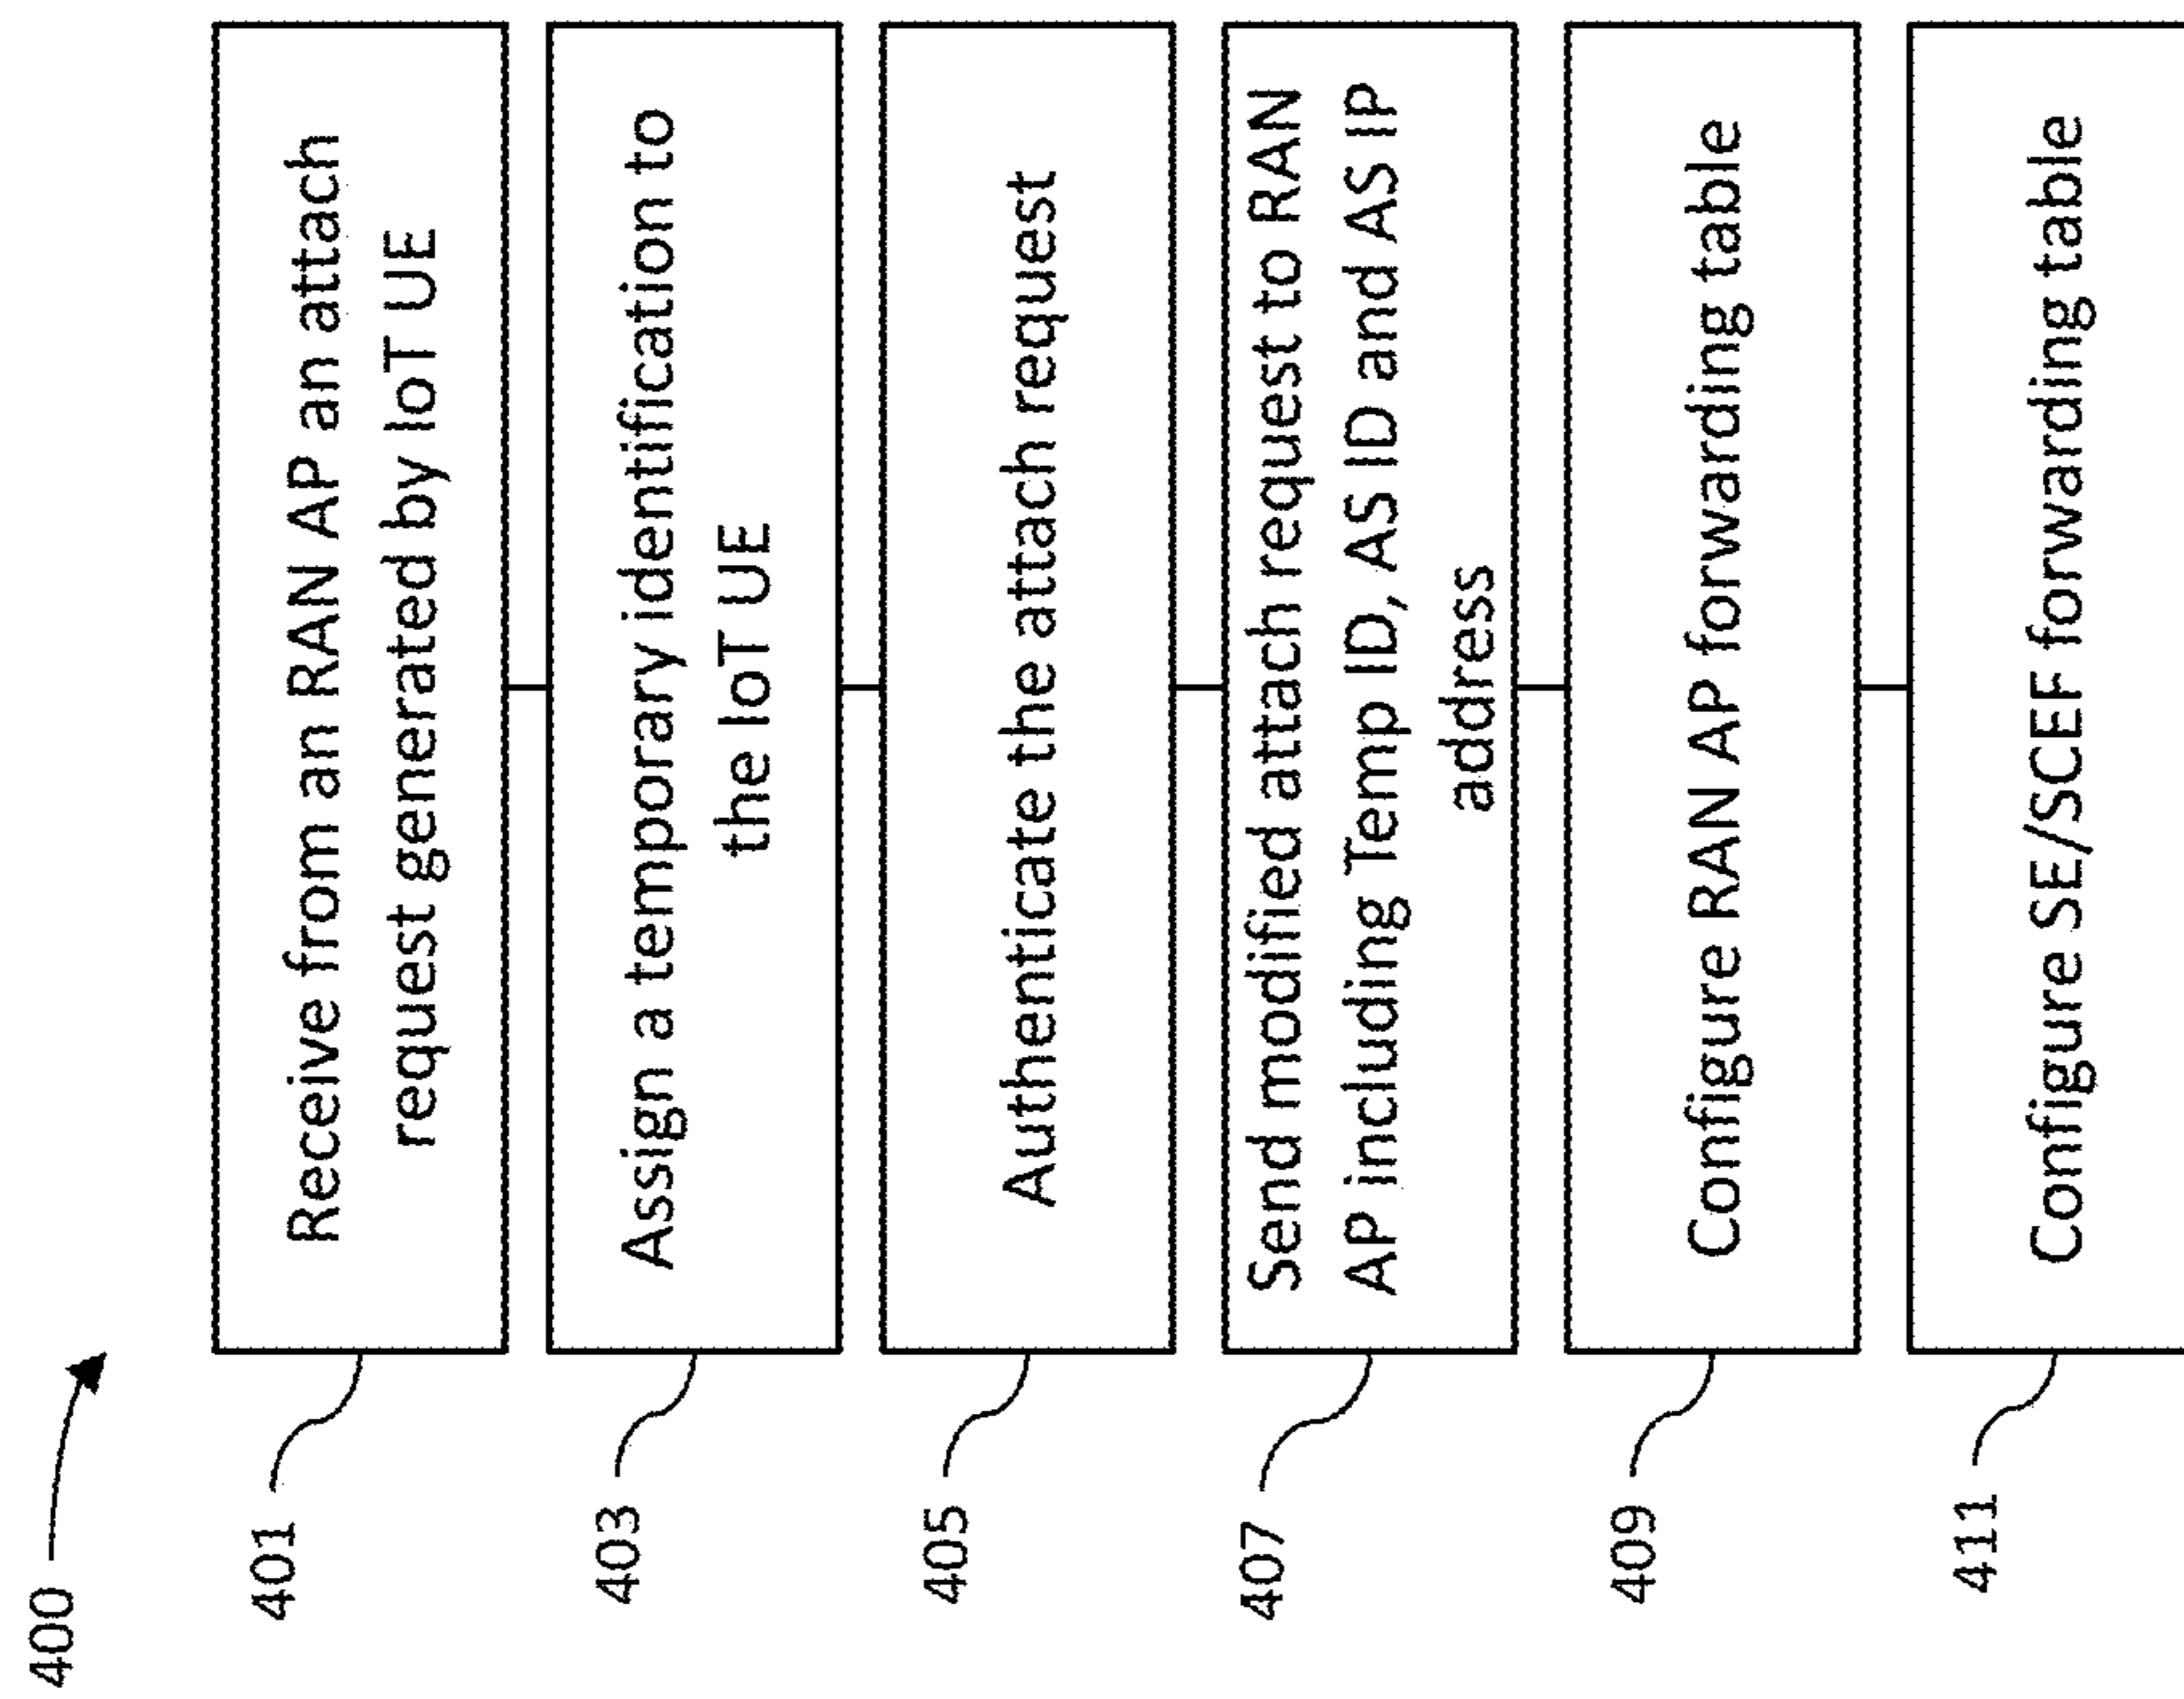 400
401
Receive from an RAN AP an attach
request generated by IoT UE
403
Assign a temporary identification to
the IoT UE
405
Authenticate the attach request
407
Send modified attach request to RAN
AP including Temp ID, AS ID and AS IP
address
409
Configure RAN AP forwarding table
411
Configure SE/SCEF forwarding table